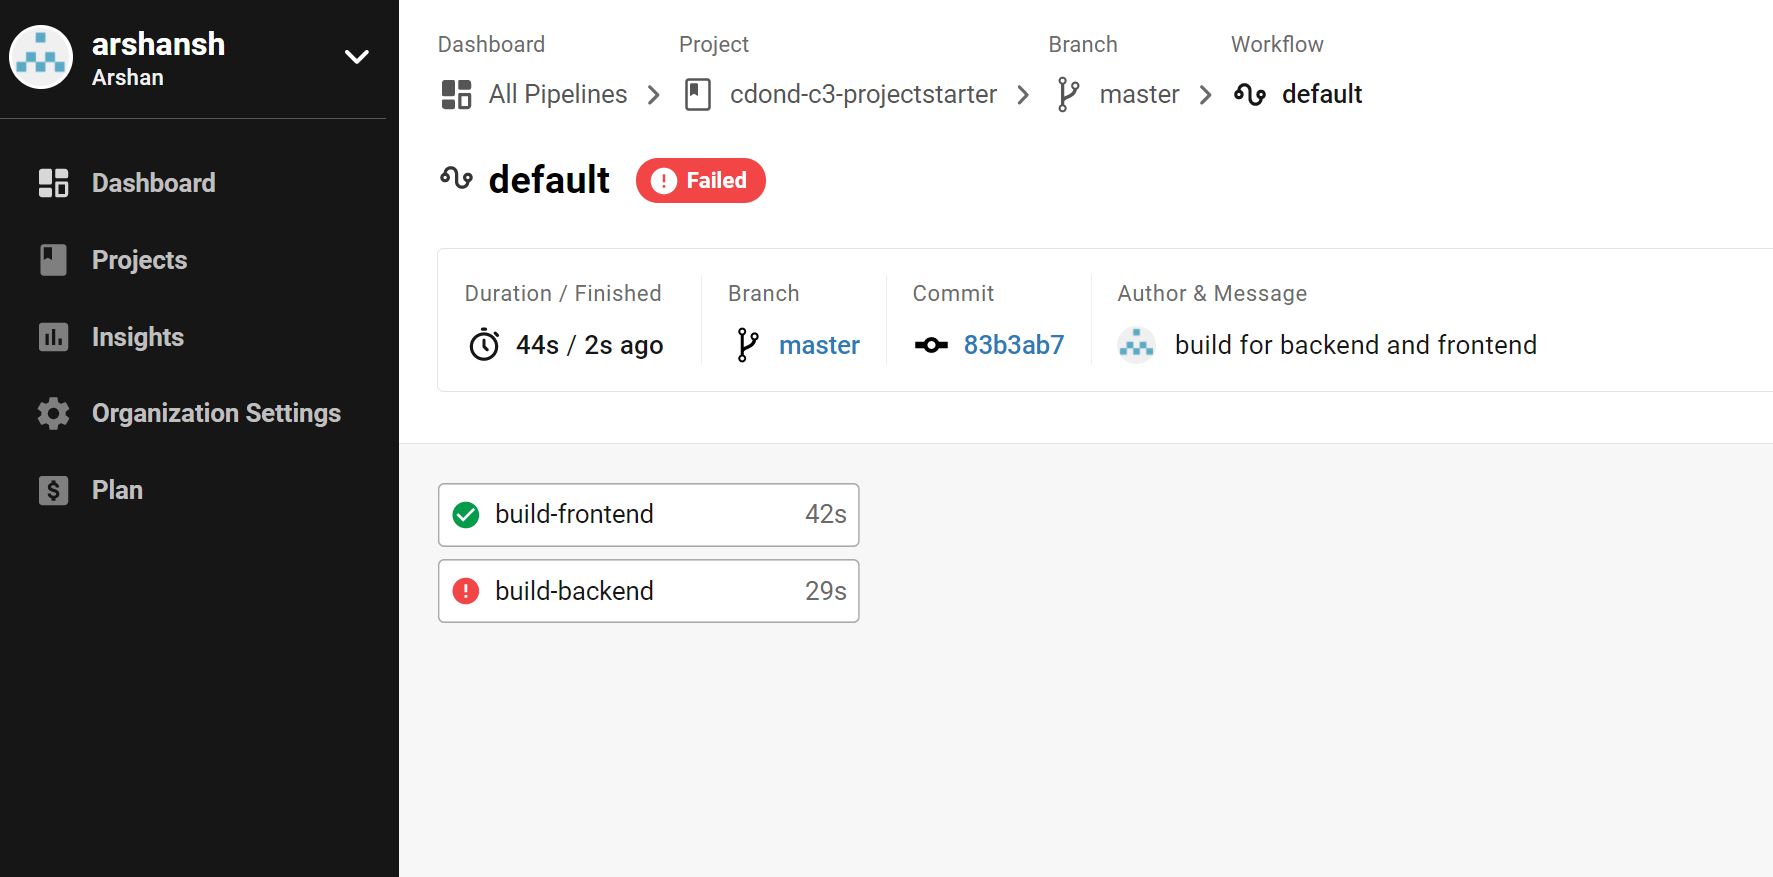 arshansh
Arshan
Dashboard
Projects
Insights
Organization Settings
Plan
Dashboard Project Branch Workflow
All Pipelines cdond-c3-projectstarter master default
default Failed
Duration / Finished Branch Commit Author & Message
44s / 2s ago master 83b3ab7 build for backend and frontend
build-frontend 42s
build-backend 29s